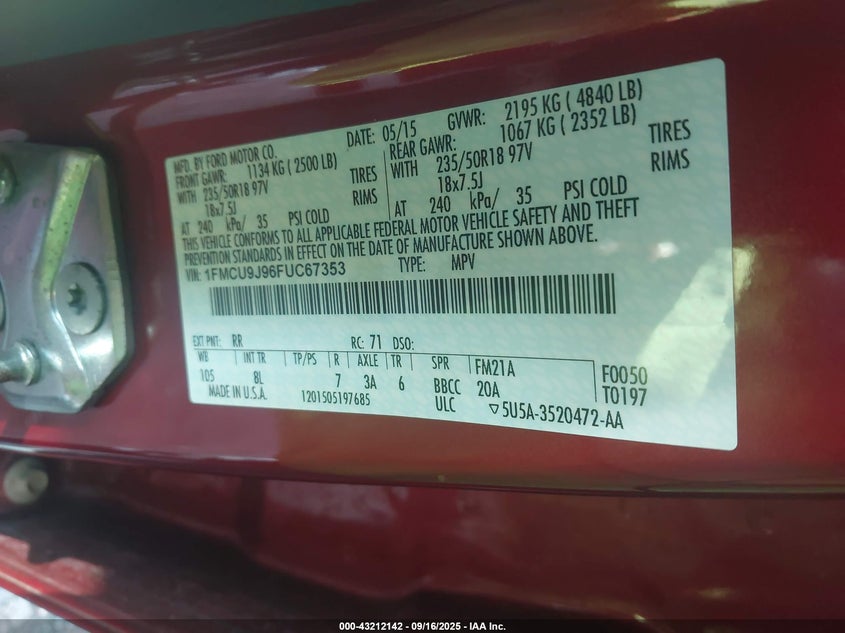 MFD. BY FORD MOTOR CO.
DATE: 05/15 GVWR: 2195 KG ( 4840 LB)
FRONT GAWR: 1134 KG ( 2500 LB)
REAR GAWR: 1067 KG ( 2352 LB)
WITH 235/50R18 97V TIRES
WITH 235/50R18 97V TIRES
18x7.5J RIMS
18x7.5J RIMS
AT 240 kPa/ 35 PSI COLD
AT 240 kPa/ 35 PSI COLD
THIS VEHICLE CONFORMS TO ALL APPLICABLE FEDERAL MOTOR VEHICLE SAFETY AND THEFT
PREVENTION STANDARDS IN EFFECT ON THE DATE OF MANUFACTURE SHOWN ABOVE.
VIN: 1FMCU9J96FUC67353 TYPE: MPV
EXT PNT: RR RC: 71 DSO:
WB INT TR TP/PS R AXLE TR SPR FM21A F0050
105 8L 7 3A 6 BBCC 20A T0197
MADE IN U.S.A. 1201505197685 ULC ▽5U5A-3520472-AA
000-43212142 - 09/16/2025 - IAA Inc.